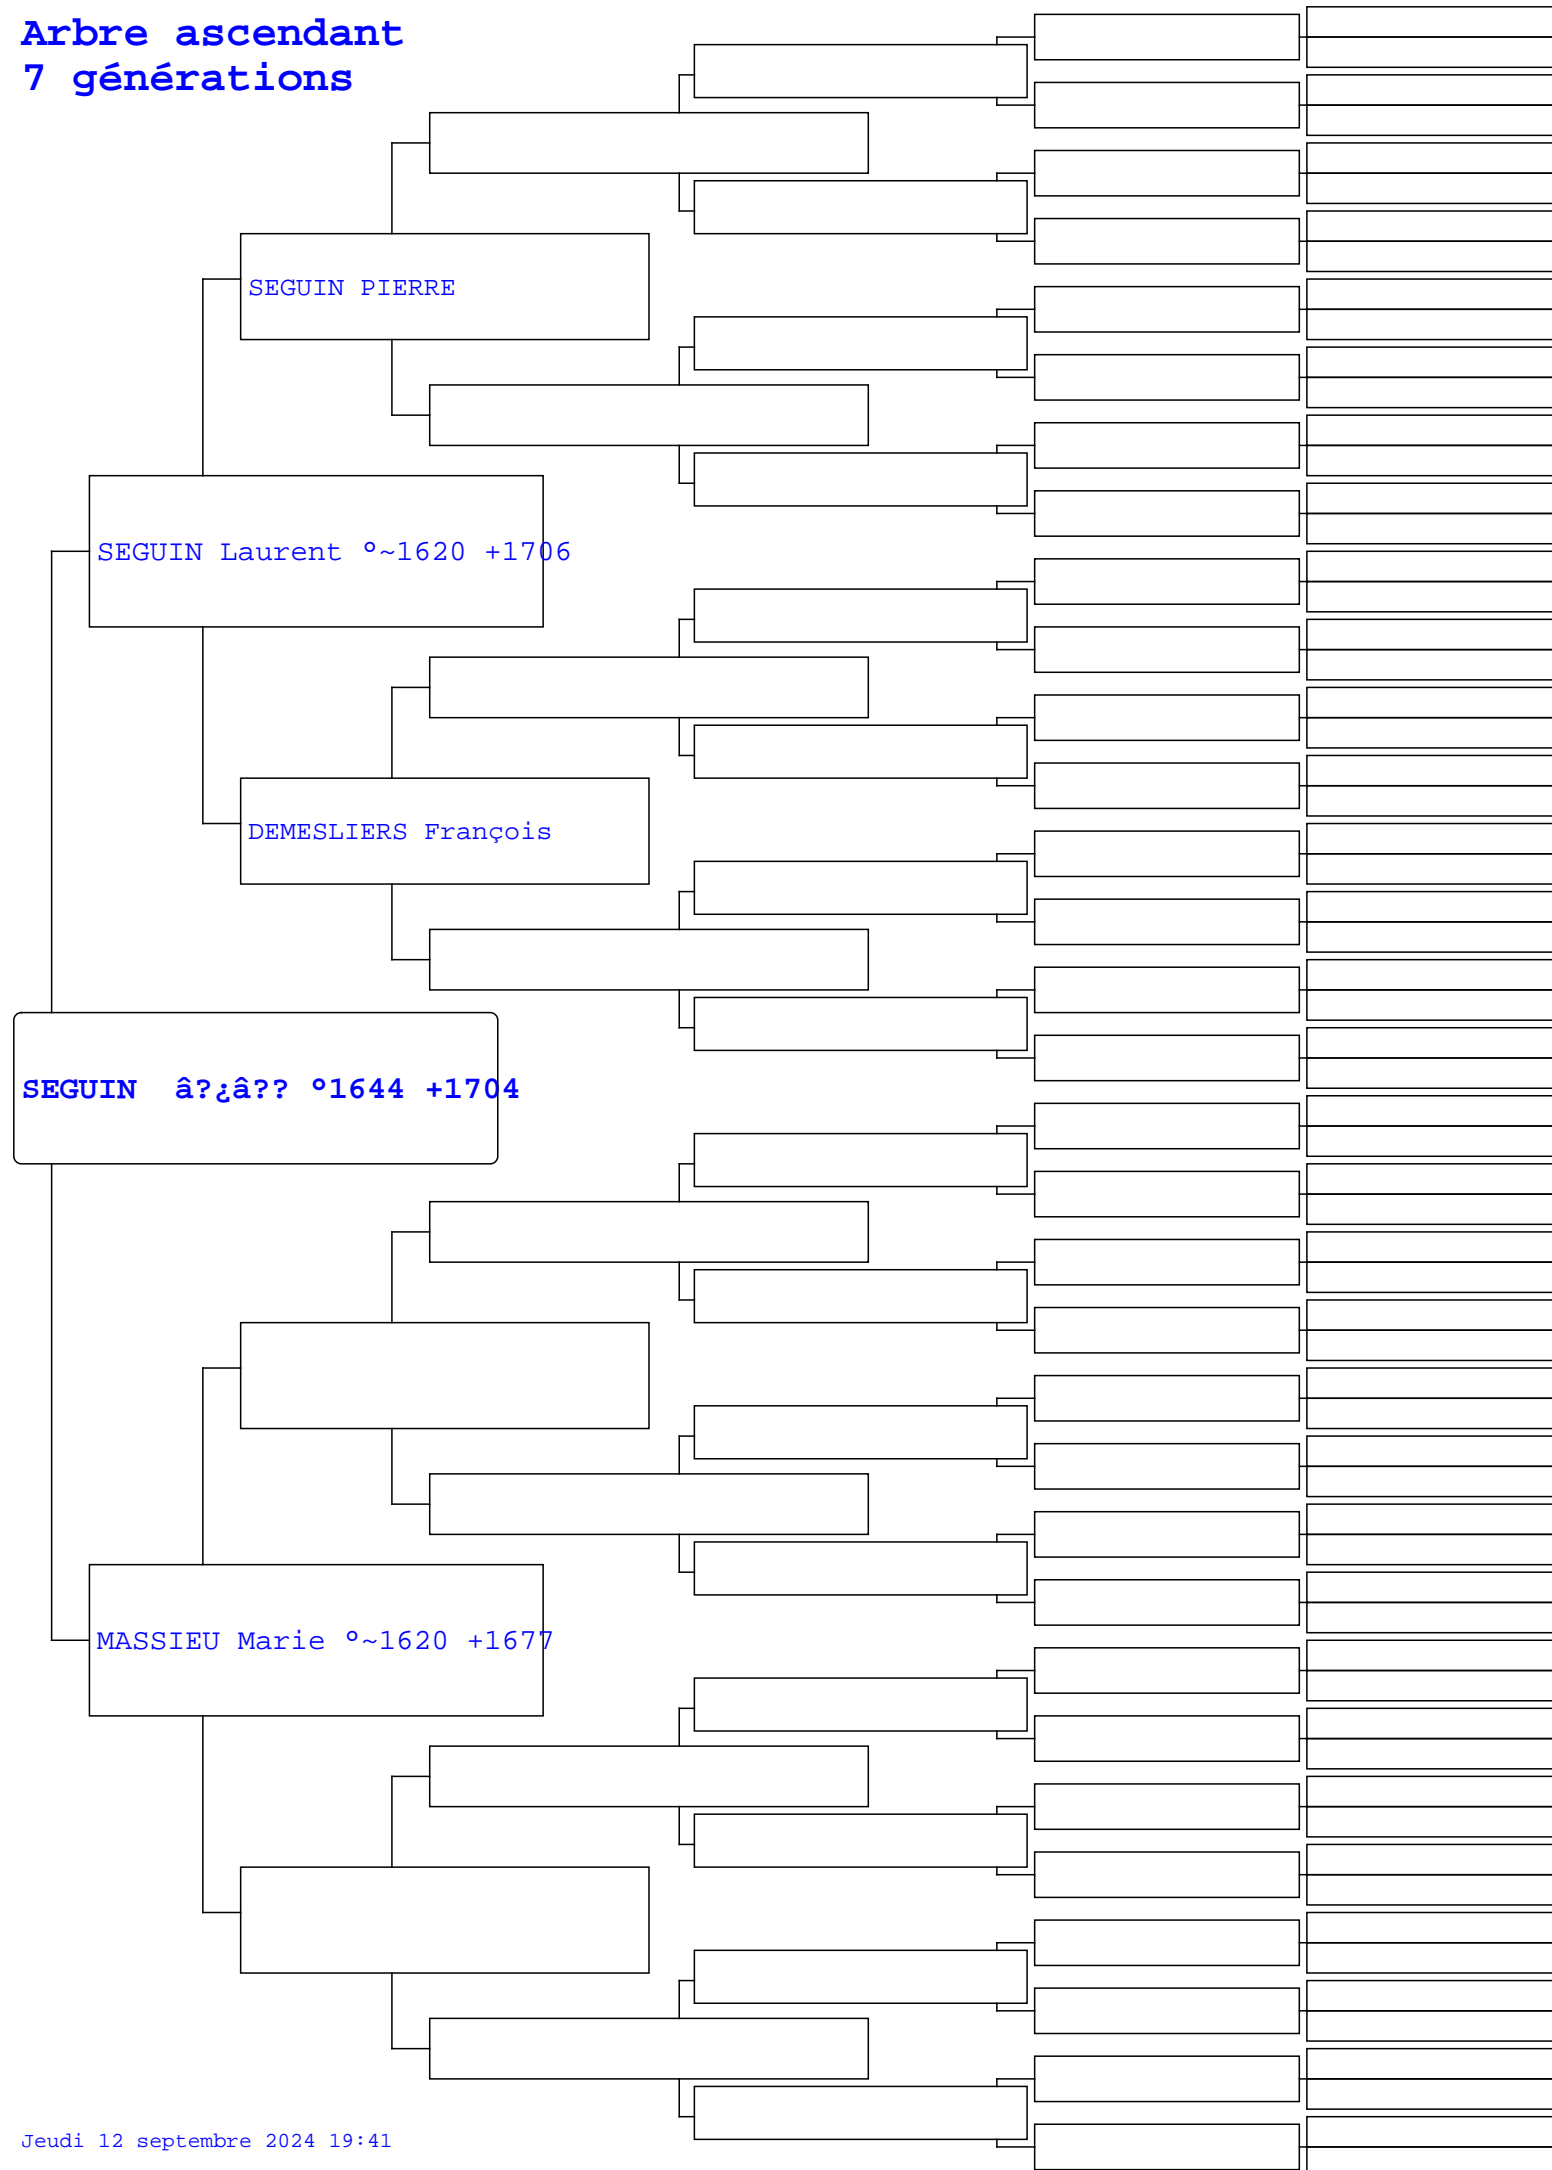 Arbre ascendant
7 générations
SEGUIN PIERRE
SEGUIN Laurent °~1620 +1706
DEMESLIERS François
SEGUIN  â?¿â?? °1644 +1704
MASSIEU Marie °~1620 +1677
Jeudi 12 septembre 2024 19:41